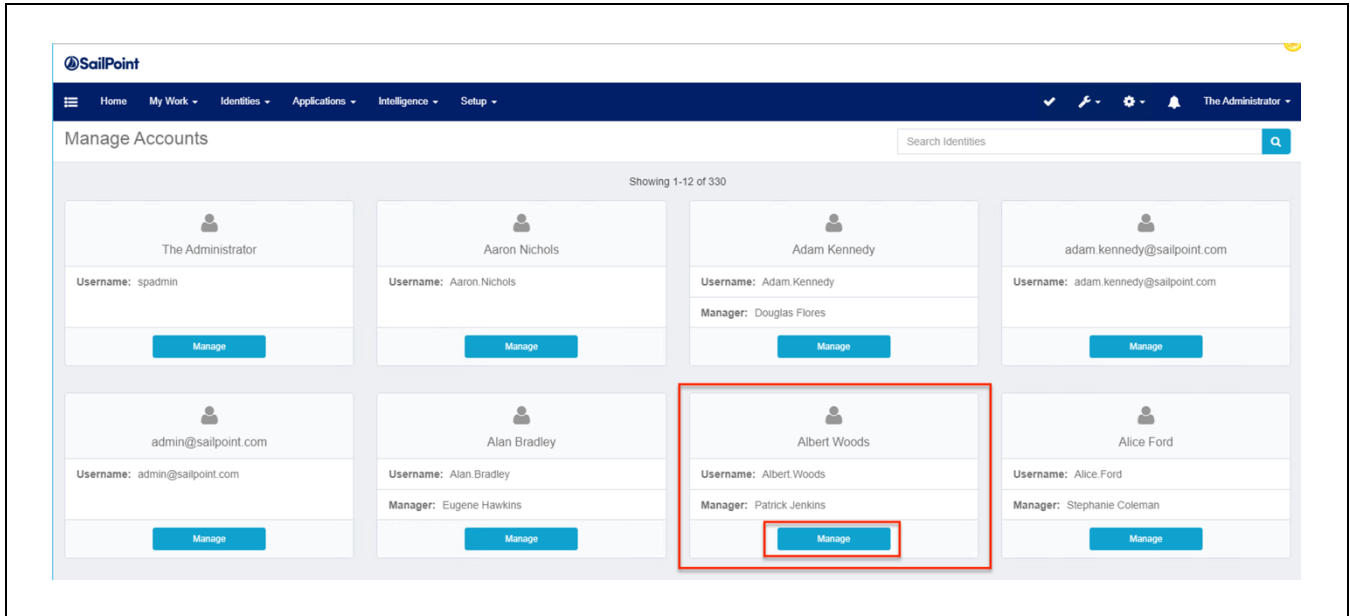 SailPoint
Home My Work Identities Applications Intelligence Setup The Administrator
Manage Accounts
Search Identities
Showing 1-12 of 330
The Administrator
Username: spadmin
Manage
Aaron Nichols
Username: Aaron.Nichols
Manage
Adam Kennedy
Username: Adam.Kennedy
Manager: Douglas Flores
Manage
adam.kennedy@sailpoint.com
Username: adam.kennedy@sailpoint.com
Manage
admin@sailpoint.com
Username: admin@sailpoint.com
Manage
Alan Bradley
Username: Alan.Bradley
Manager: Eugene Hawkins
Manage
Albert Woods
Username: Albert.Woods
Manager: Patrick Jenkins
Manage
Alice Ford
Username: Alice.Ford
Manager: Stephanie Coleman
Manage